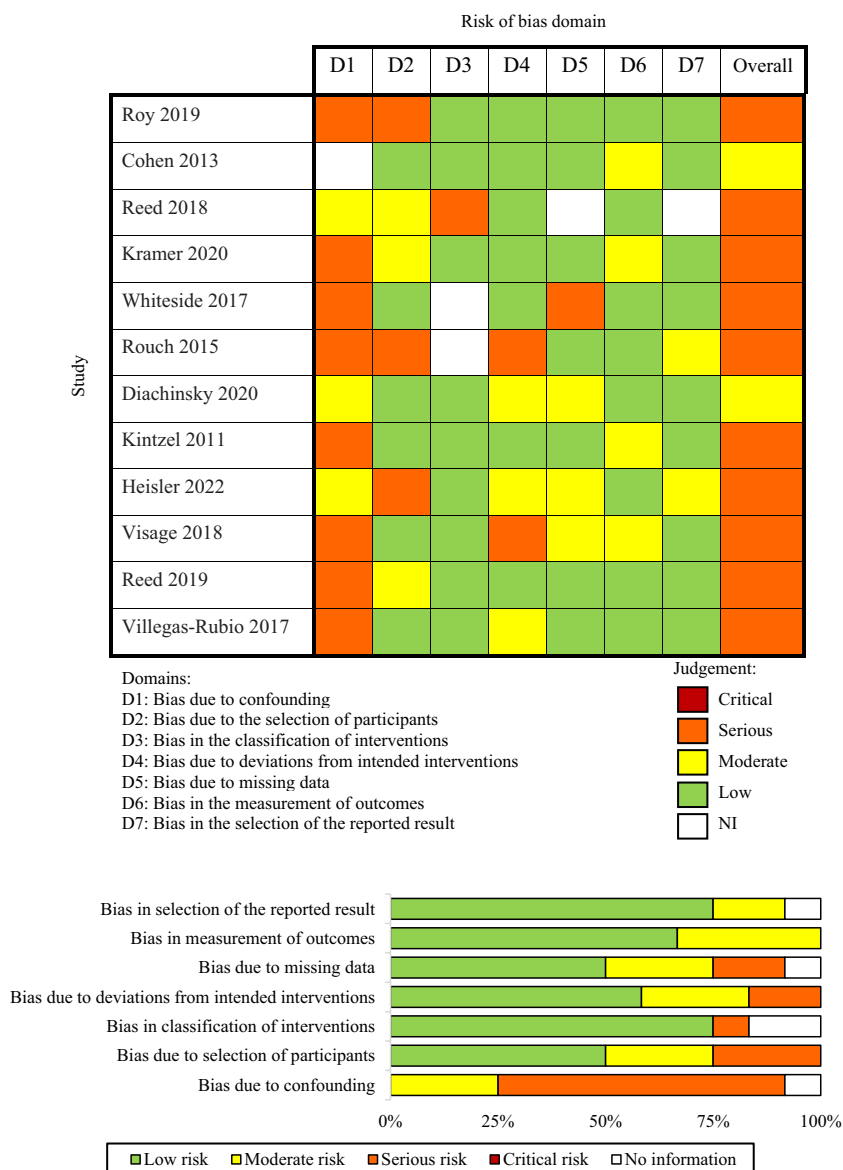 Risk of bias domain
D1 D2 D3 D4 D5 D6 D7 Overall
Study
Roy 2019
Cohen 2013
Reed 2018
Kramer 2020
Whiteside 2017
Rouch 2015
Diachinsky 2020
Kintzel 2011
Heisler 2022
Visage 2018
Reed 2019
Villegas-Rubio 2017
Domains:
D1: Bias due to confounding
D2: Bias due to the selection of participants
D3: Bias in the classification of interventions
D4: Bias due to deviations from intended interventions
D5: Bias due to missing data
D6: Bias in the measurement of outcomes
D7: Bias in the selection of the reported result
Judgement:
Critical
Serious
Moderate
Low
NI
Bias in selection of the reported result
Bias in measurement of outcomes
Bias due to missing data
Bias due to deviations from intended interventions
Bias in classification of interventions
Bias due to selection of participants
Bias due to confounding
0% 25% 50% 75% 100%
Low risk Moderate risk Serious risk Critical risk No information